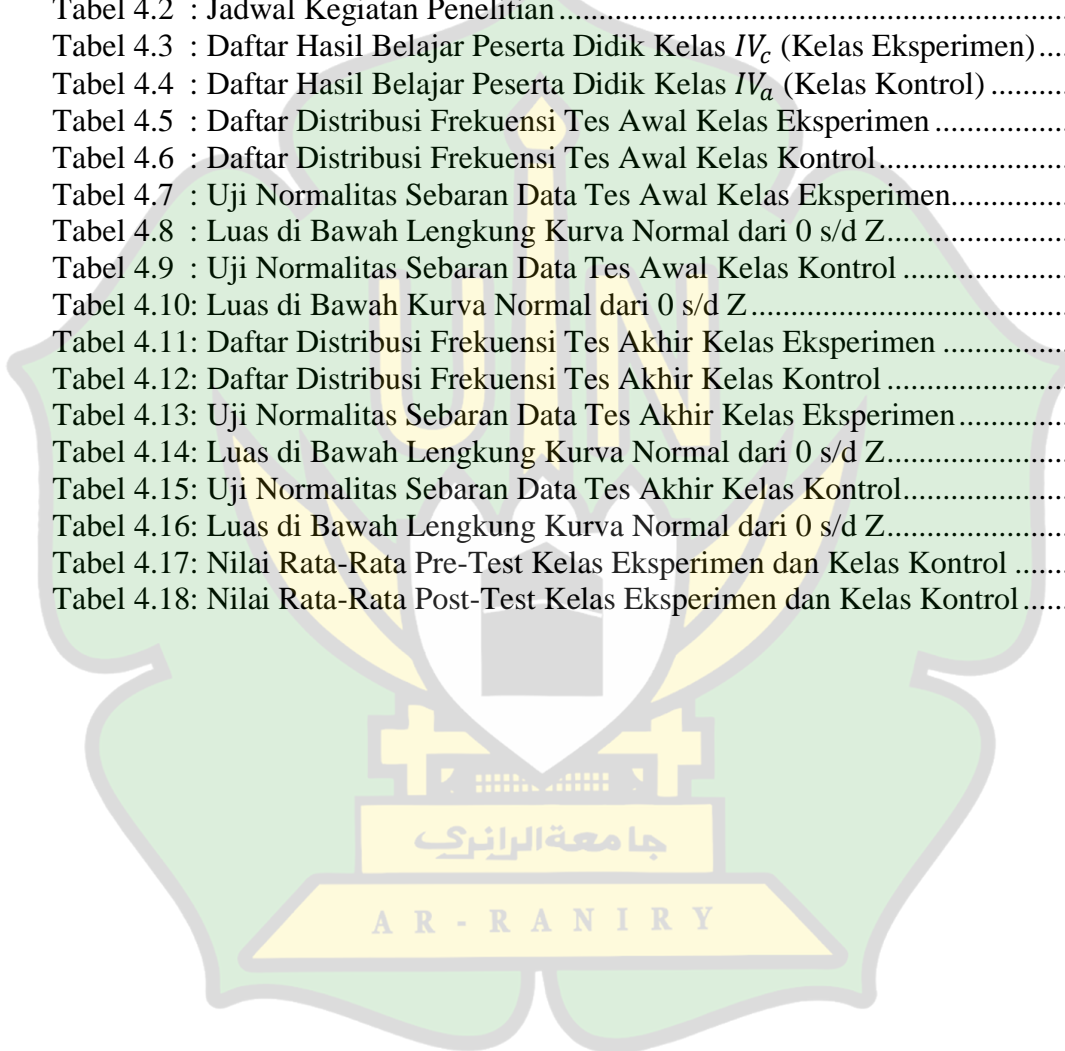 Tabel 4.2 : Jadwal Kegiatan Penelitian................................................................
Tabel 4.3 : Daftar Hasil Belajar Peserta Didik Kelas IV_c (Kelas Eksperimen)....
Tabel 4.4 : Daftar Hasil Belajar Peserta Didik Kelas IV_a (Kelas Kontrol) ..........
Tabel 4.5 : Daftar Distribusi Frekuensi Tes Awal Kelas Eksperimen .................
Tabel 4.6 : Daftar Distribusi Frekuensi Tes Awal Kelas Kontrol........................
Tabel 4.7 : Uji Normalitas Sebaran Data Tes Awal Kelas Eksperimen...............
Tabel 4.8 : Luas di Bawah Lengkung Kurva Normal dari 0 s/d Z.......................
Tabel 4.9 : Uji Normalitas Sebaran Data Tes Awal Kelas Kontrol .....................
Tabel 4.10: Luas di Bawah Kurva Normal dari 0 s/d Z........................................
Tabel 4.11: Daftar Distribusi Frekuensi Tes Akhir Kelas Eksperimen ................
Tabel 4.12: Daftar Distribusi Frekuensi Tes Akhir Kelas Kontrol .......................
Tabel 4.13: Uji Normalitas Sebaran Data Tes Akhir Kelas Eksperimen..............
Tabel 4.14: Luas di Bawah Lengkung Kurva Normal dari 0 s/d Z.......................
Tabel 4.15: Uji Normalitas Sebaran Data Tes Akhir Kelas Kontrol.....................
Tabel 4.16: Luas di Bawah Lengkung Kurva Normal dari 0 s/d Z.......................
Tabel 4.17: Nilai Rata-Rata Pre-Test Kelas Eksperimen dan Kelas Kontrol .......
Tabel 4.18: Nilai Rata-Rata Post-Test Kelas Eksperimen dan Kelas Kontrol......
UIN
جامعة الرانري
AR-RANIRY